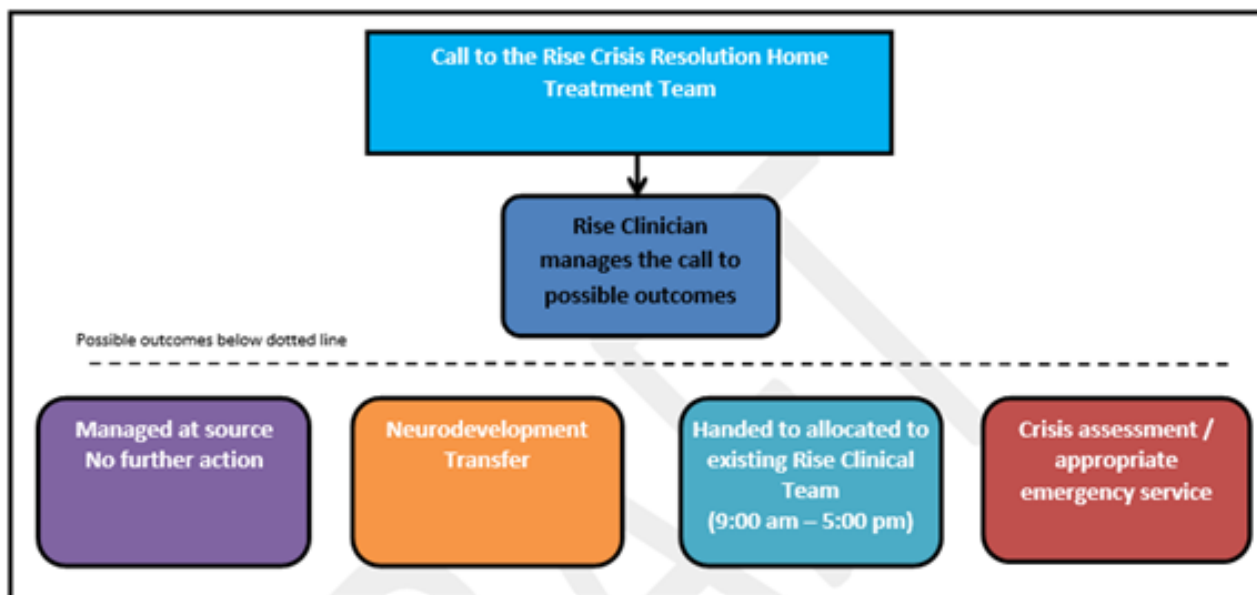 Call to the Rise Crisis Resolution Home
Treatment Team
Rise Clinician
manages the call to
possible outcomes
Possible outcomes below dotted line
Managed at source
No further action
Neurodevelopment
Transfer
Handed to allocated to
existing Rise Clinical
Team
(9:00 am – 5:00 pm)
Crisis assessment /
appropriate
emergency service